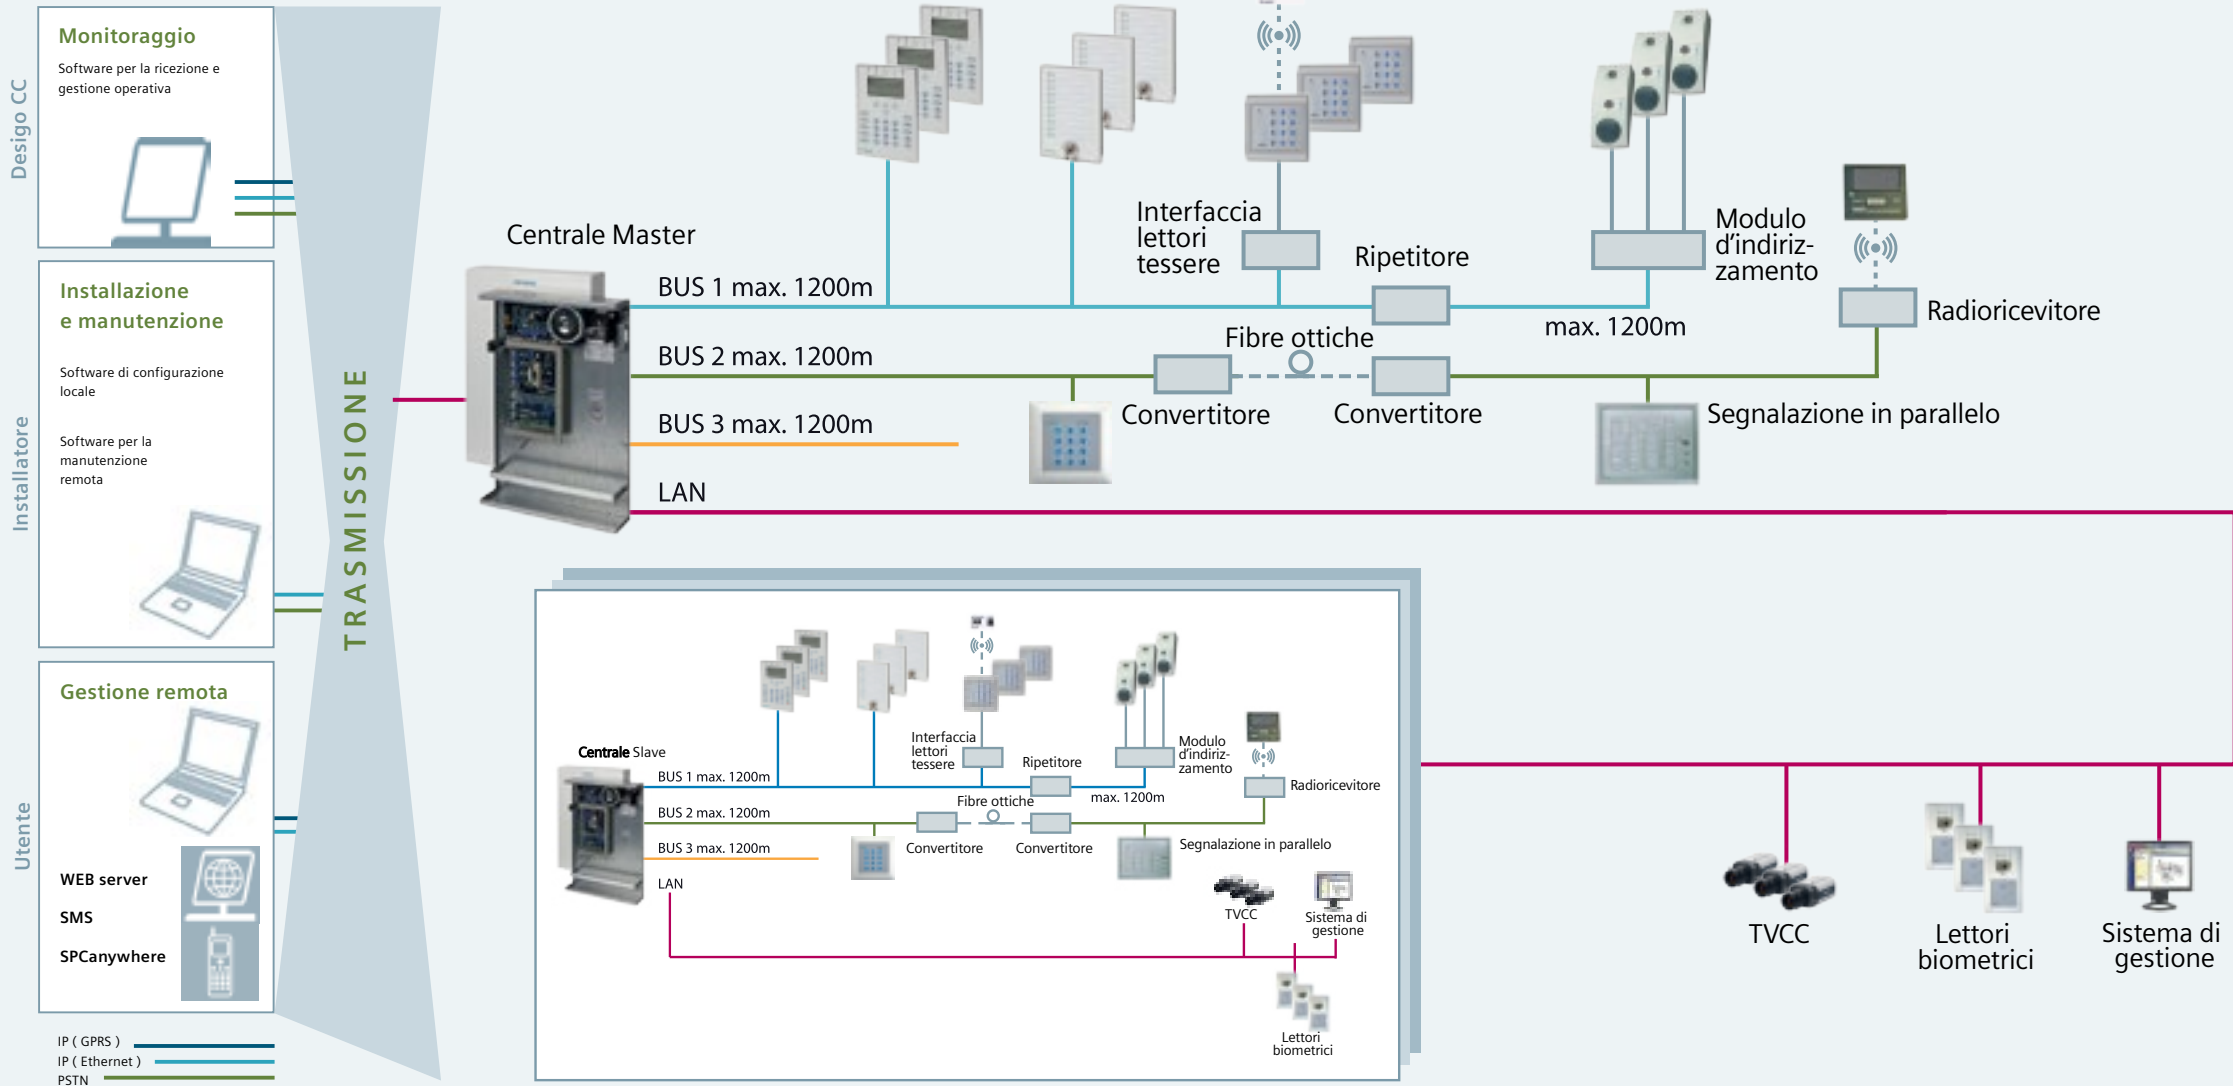 Desigo CC
Monitoraggio
Software per la ricezione e
gestione operativa
Installatore
Installazione
e manutenzione
Software di configurazione
locale
Software per la
manutenzione
remota
Utente
Gestione remota
WEB server
SMS
SPCanywhere
IP ( GPRS )
IP ( Ethernet )
PSTN
TRASMISSIONE
Centrale Master
BUS 1 max. 1200m
BUS 2 max. 1200m
BUS 3 max. 1200m
LAN
Interfaccia
lettori
tessere
Ripetitore
Modulo
d'indiriz-
zamento
max. 1200m
Radioricevitore
Fibre ottiche
Convertitore
Convertitore
Segnalazione in parallelo
Centrale Slave
BUS 1 max. 1200m
BUS 2 max. 1200m
BUS 3 max. 1200m
LAN
Interfaccia
lettori
tessere
Ripetitore
Modulo
d'indiriz-
zamento
max. 1200m
Radioricevitore
Fibre ottiche
Convertitore
Convertitore
Segnalazione in parallelo
TVCC
Sistema di
gestione
Lettori
biometrici
TVCC
Lettori
biometrici
Sistema di
gestione